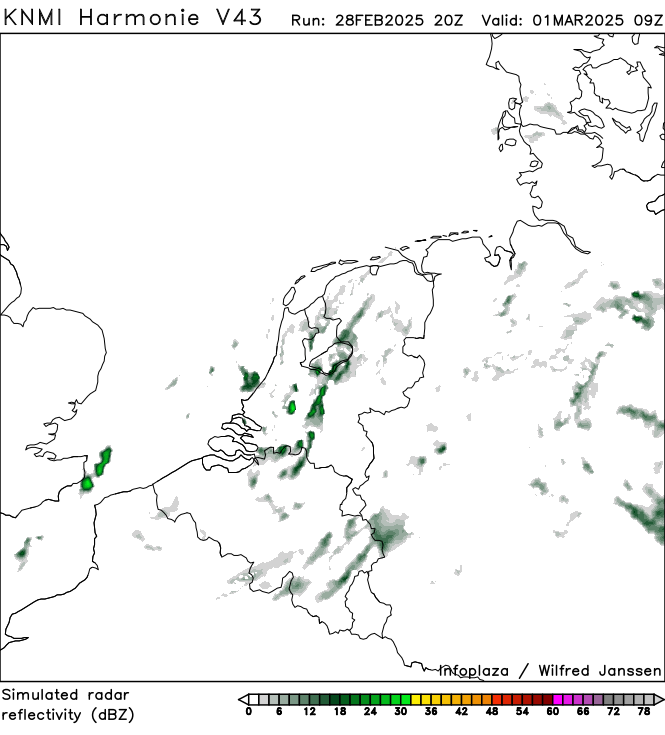 KNMI Harmonie V43 Run: 28FEB2025 20Z Valid: 01MAR2025 09Z
Infoplaza / Wilfred Janssen
Simulated radar
reflectivity (dBZ)
0 6 12 18 24 30 36 42 48 54 60 66 72 78